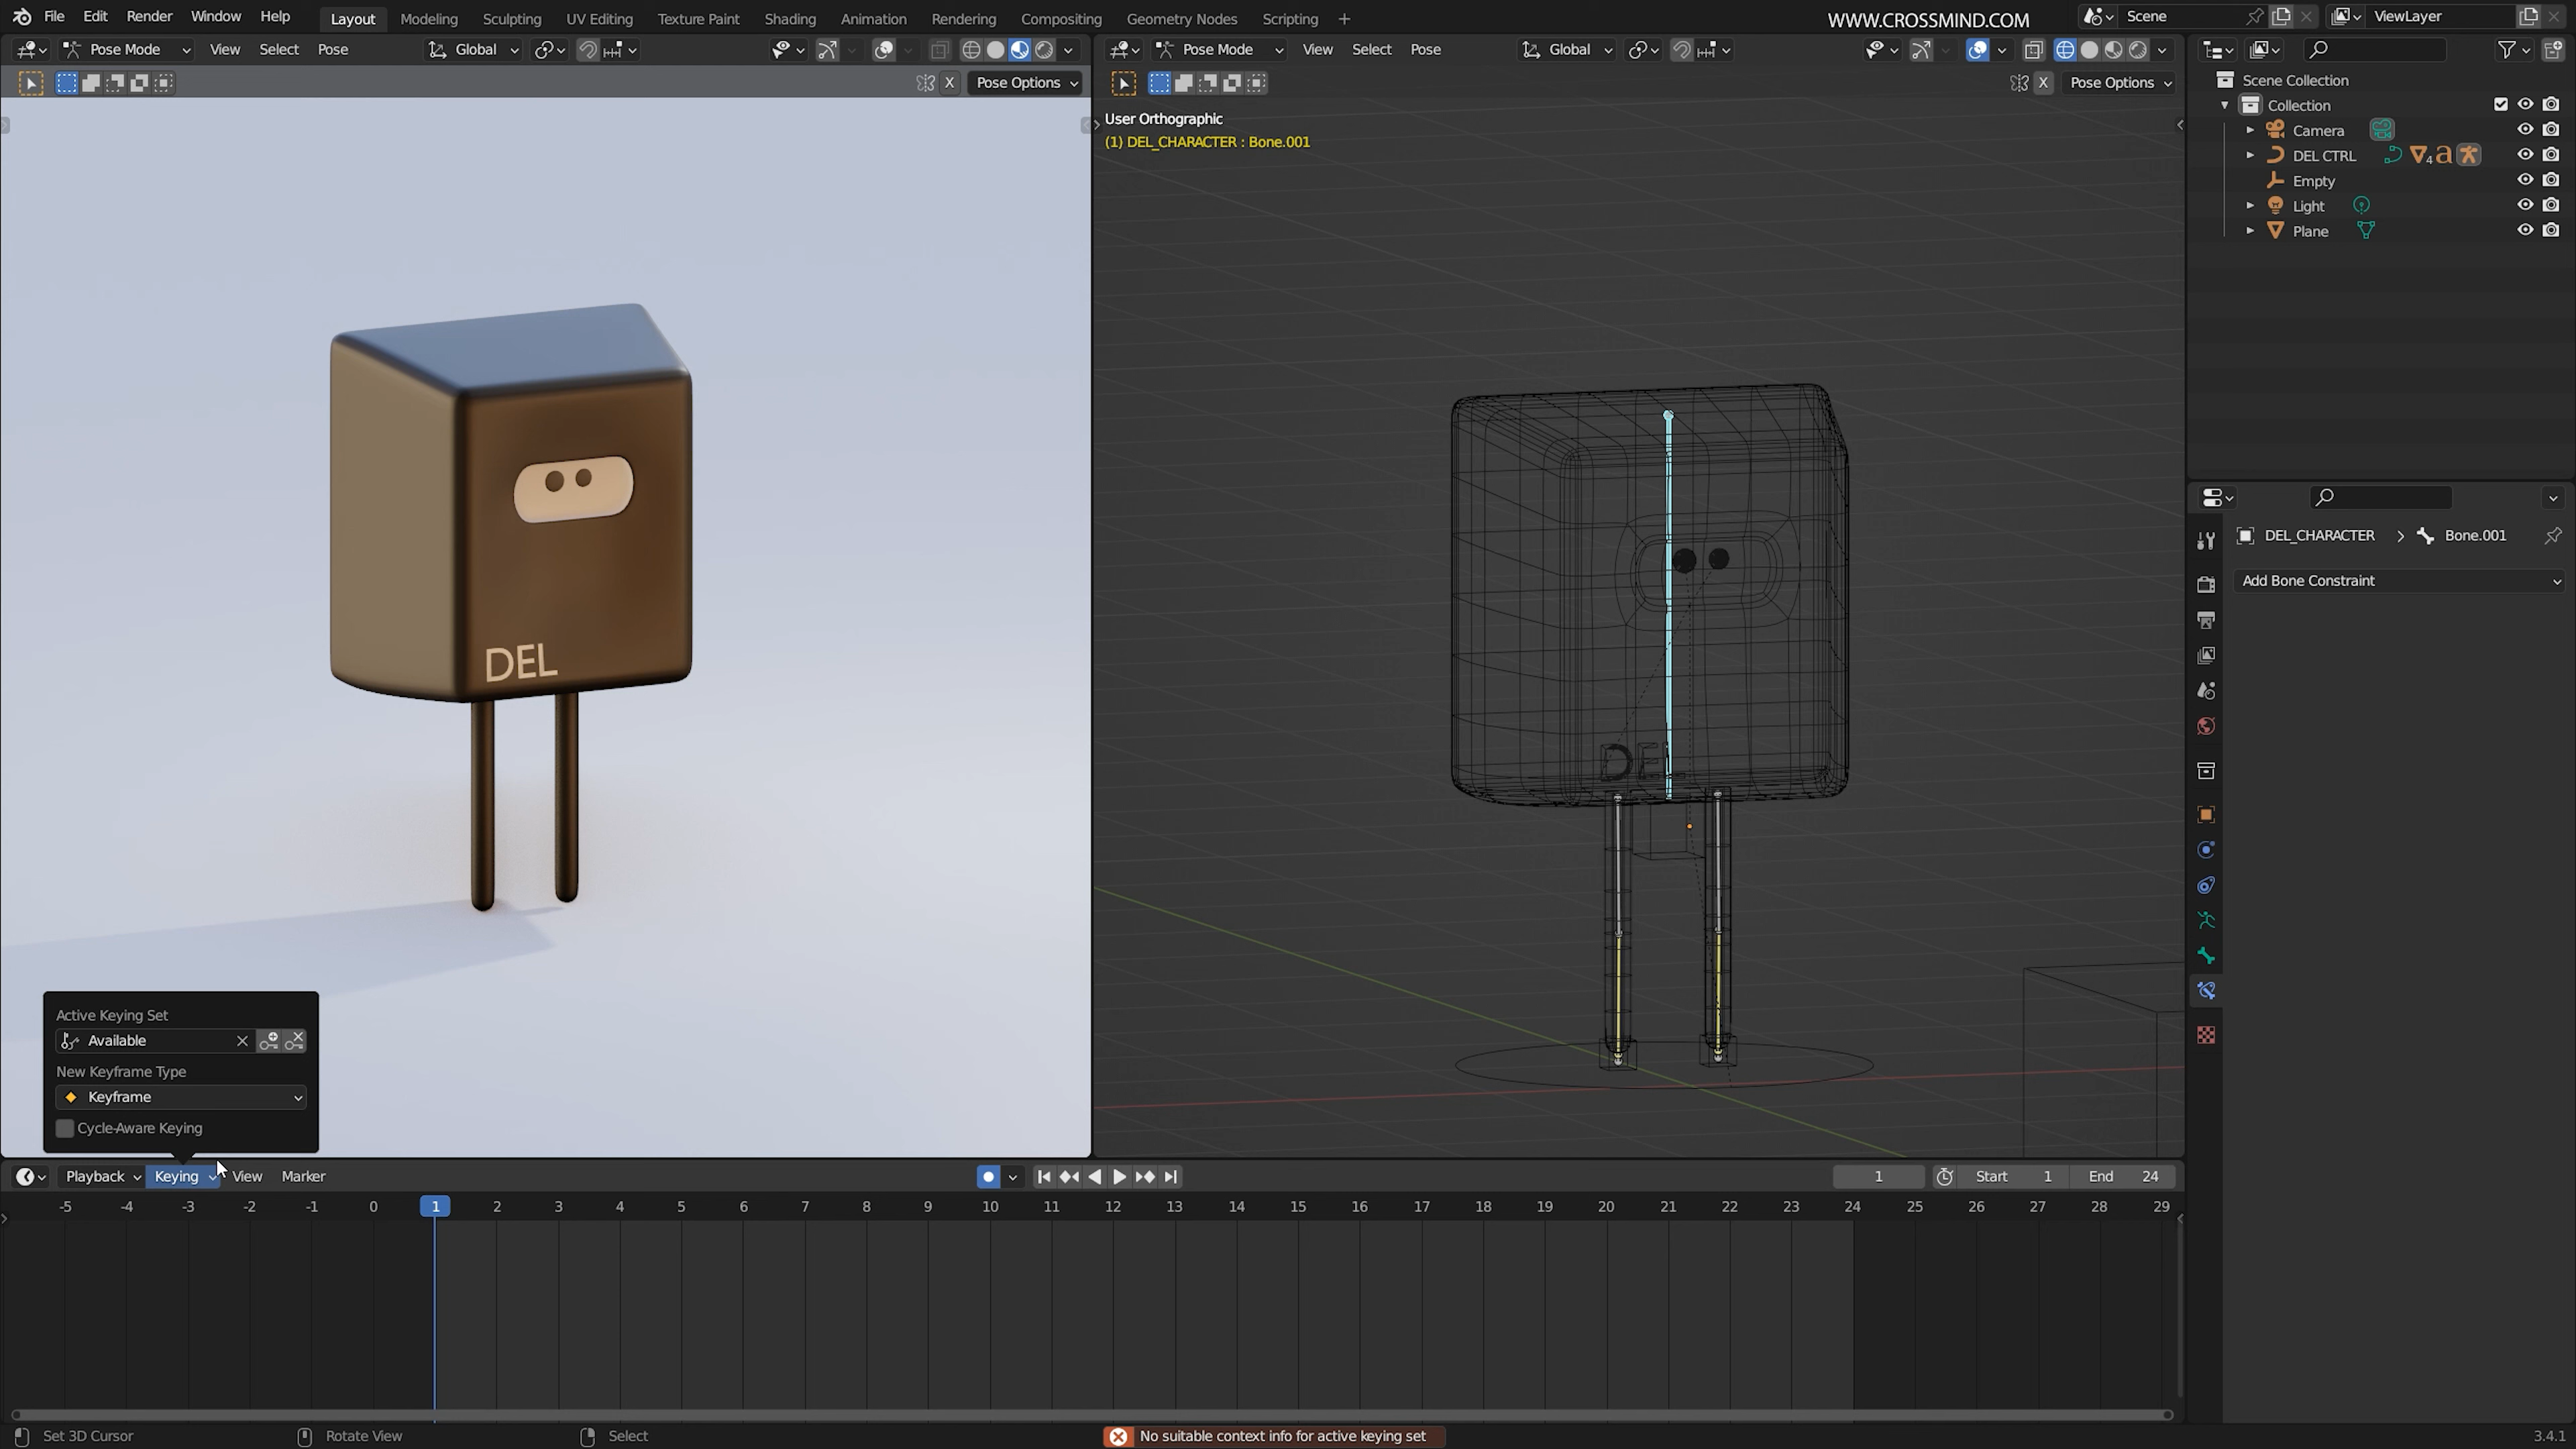 File Edit Render Window Help Layout Modeling Sculpting UV Editing Texture Paint Shading Animation Rendering Compositing Geometry Nodes Scripting + WWW.CROSSMIND.COM Scene ViewLayer
Pose Mode View Select Pose Global Pose Mode View Select Pose Global
X Pose Options X Pose Options
Scene Collection
Collection
Camera
DEL CTRL 4
Empty
Light
Plane
User Orthographic
(1) DEL_CHARACTER : Bone.001
DEL_CHARACTER > Bone.001
Add Bone Constraint
DEL
DEL
Active Keying Set
Available
New Keyframe Type
Keyframe
Cycle-Aware Keying
Playback Keying View Marker 1 Start 1 End 24
-5 -4 -3 -2 -1 0 1 2 3 4 5 6 7 8 9 10 11 12 13 14 15 16 17 18 19 20 21 22 23 24 25 26 27 28 29
Set 3D Cursor Rotate View Select No suitable context info for active keying set 3.4.1